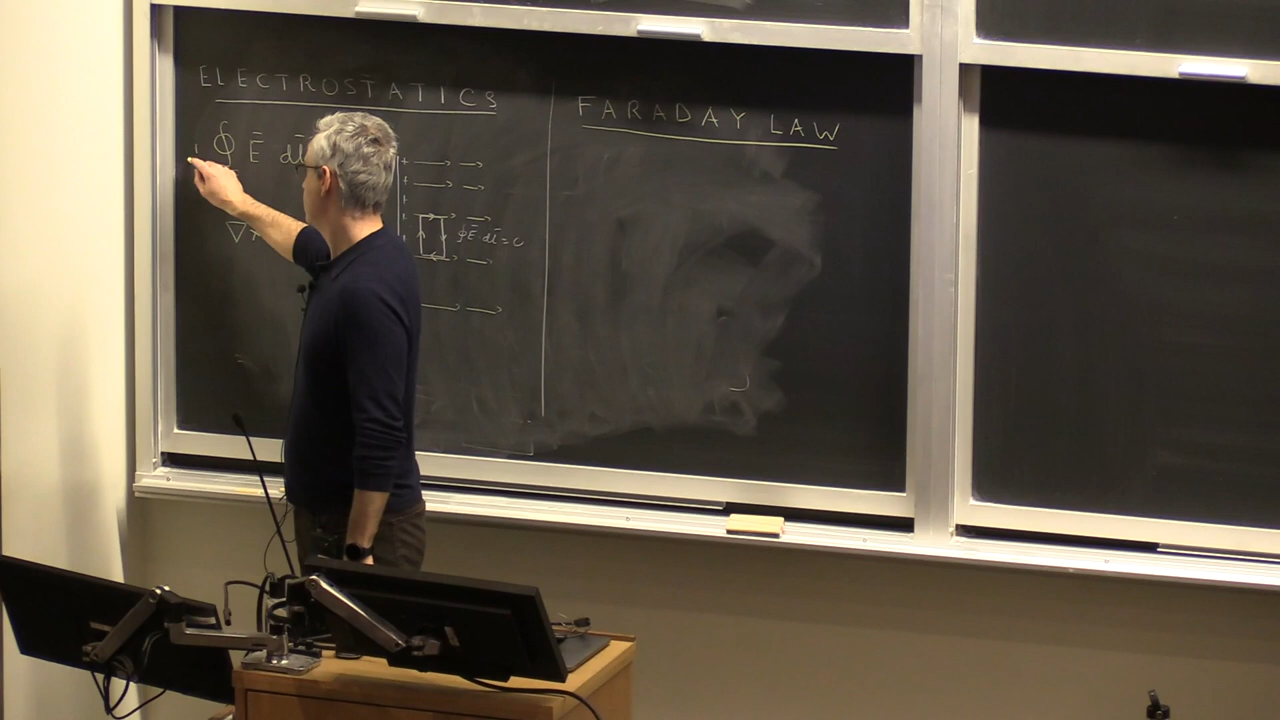 ELECTROSTATICS
∮ Ē dl̄
∇ ×
+ → →
+ → →
+
+ → →
+ ∮Ē·dl̄ = 0
→ →
→ →
FARADAY LAW